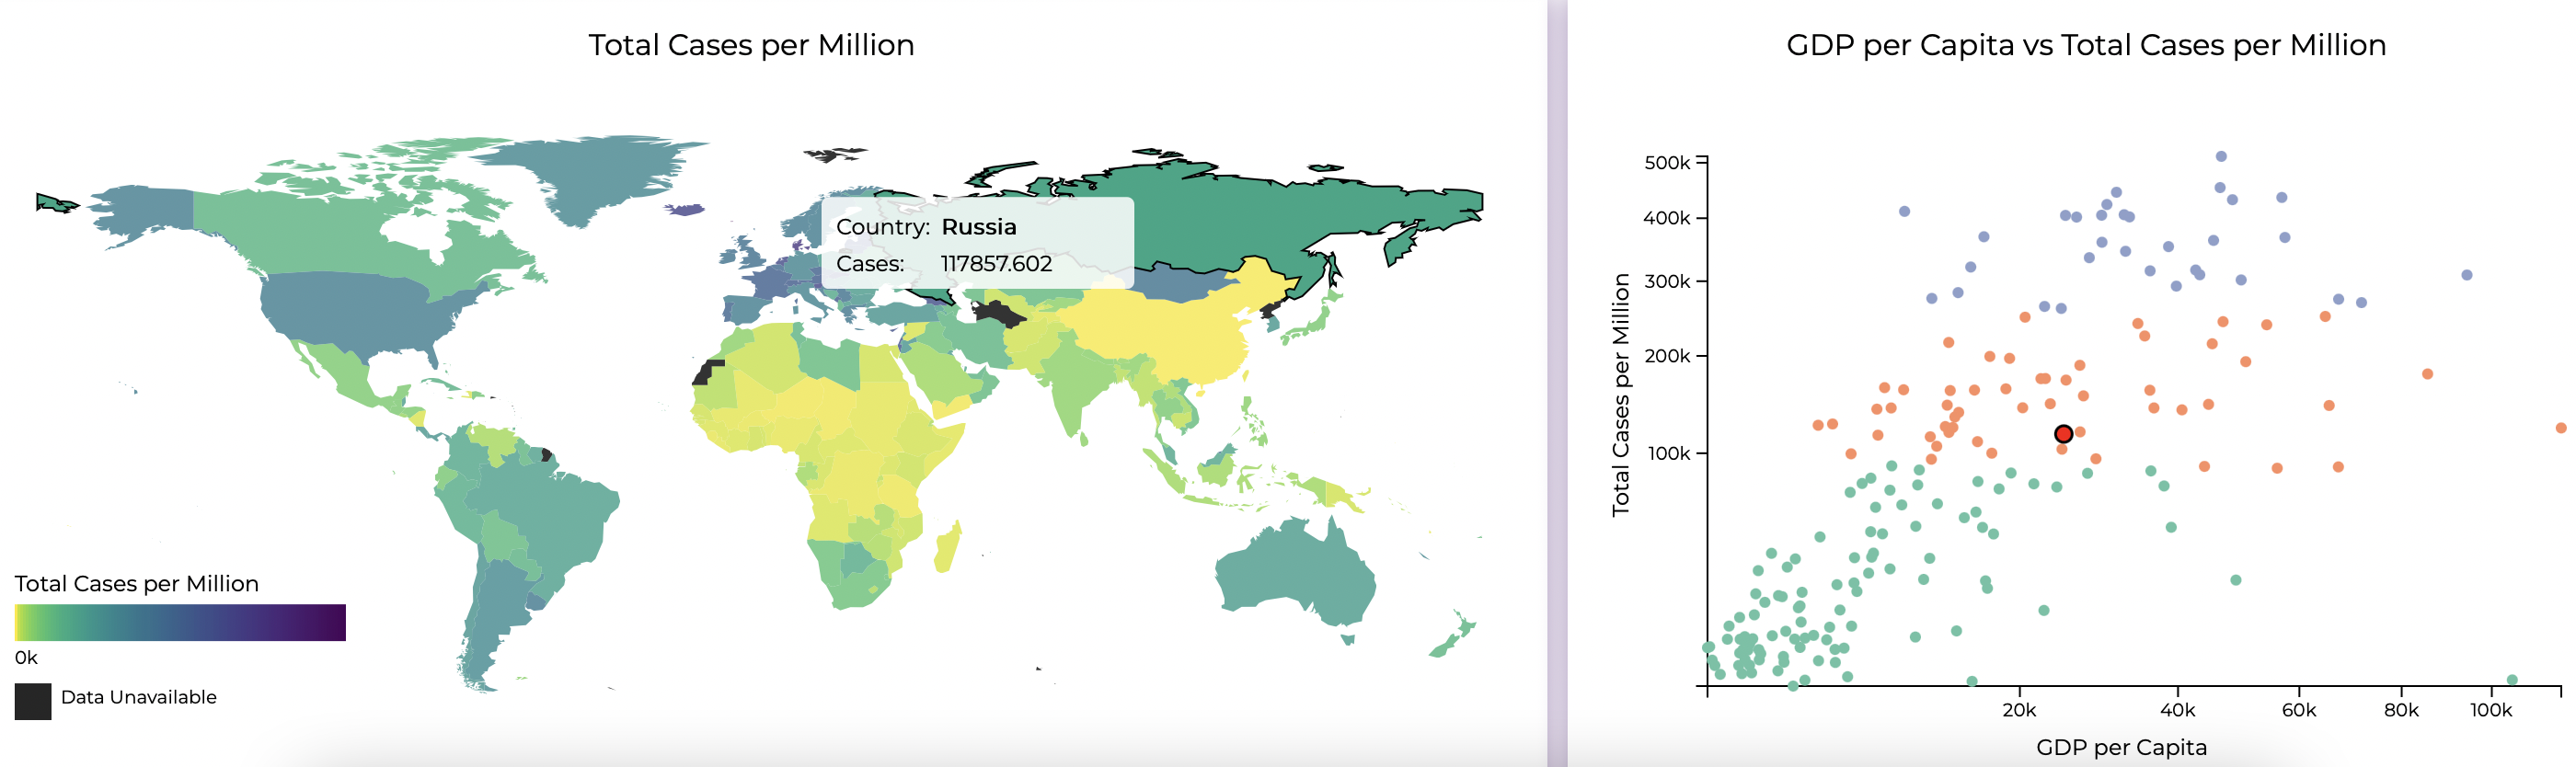 Total Cases per Million
Country: Russia
Cases: 117857.602
Total Cases per Million
0k
Data Unavailable
GDP per Capita vs Total Cases per Million
Total Cases per Million
500k
400k
300k
200k
100k
20k
40k
60k
80k
100k
GDP per Capita